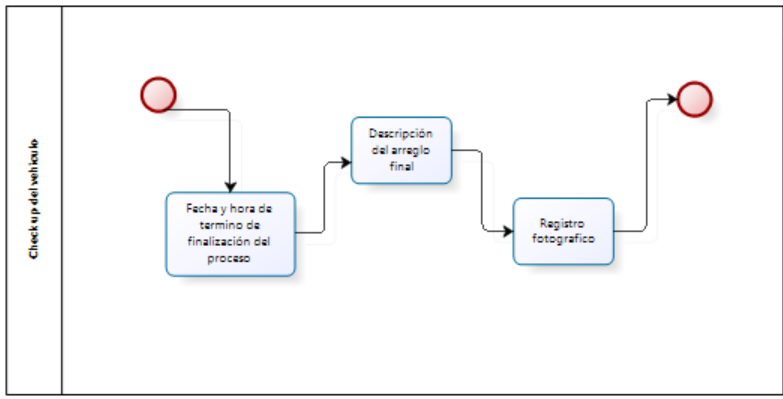 Check up del vehiculo
Fecha y hora de
termino de
finalización del
proceso
Descripción
del arreglo
final
Registro
fotografico